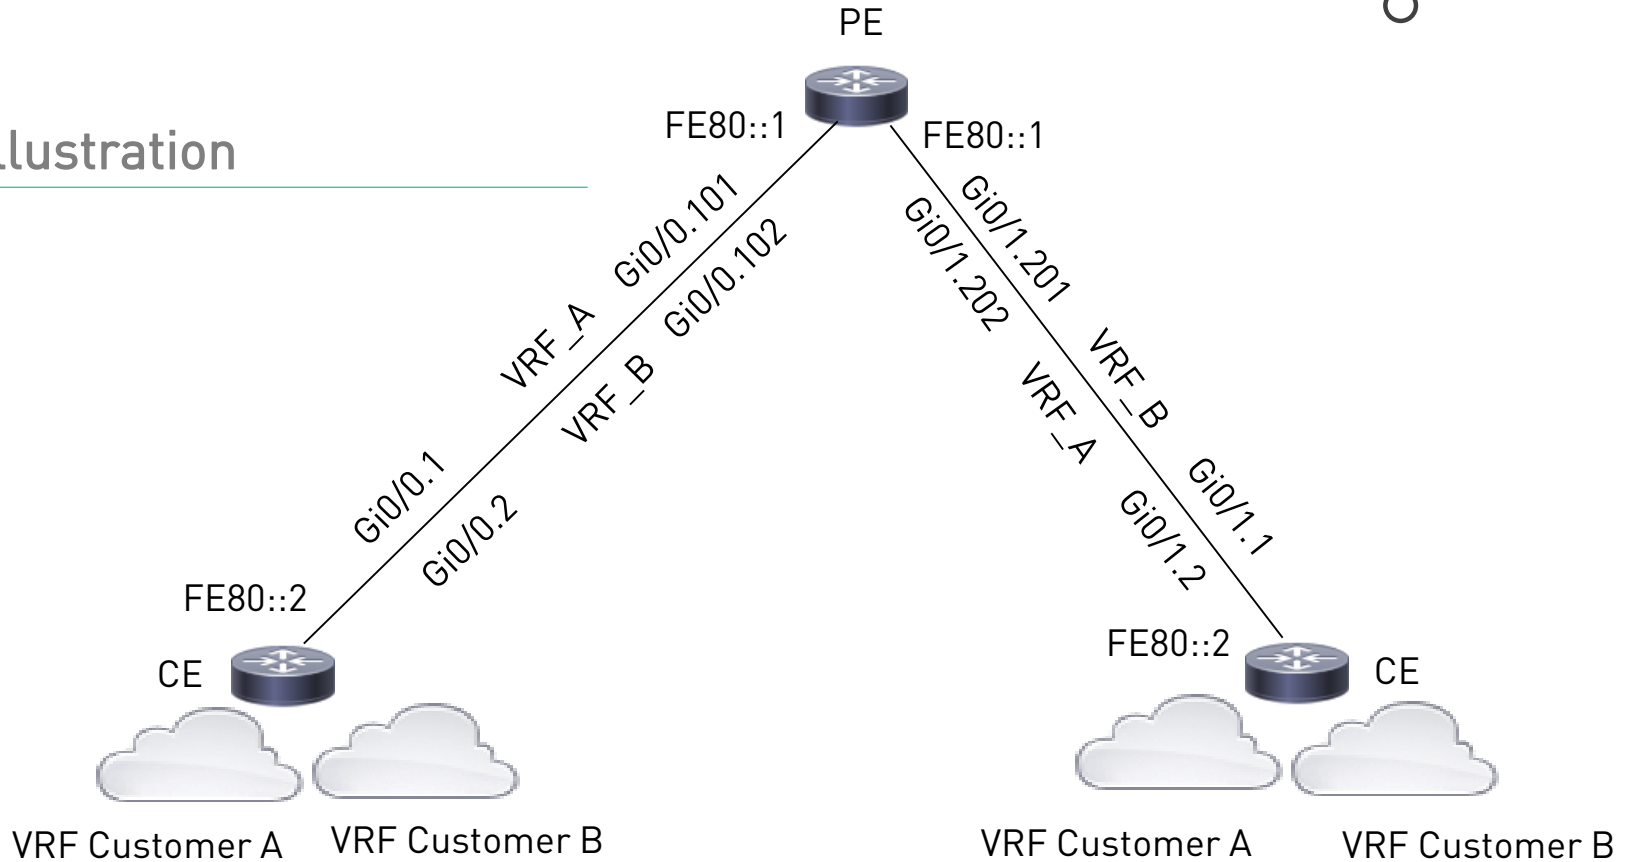 PE
llustration
FE80::1
FE80::1
Gi0/0.101
Gi0/0.102
Gi0/1.201
Gi0/1.202
VRF_A
VRF_B
VRF_B
VRF_A
Gi0/0.1
Gi0/0.2
Gi0/1.1
Gi0/1.2
FE80::2
FE80::2
CE
CE
VRF Customer A
VRF Customer B
VRF Customer A
VRF Customer B